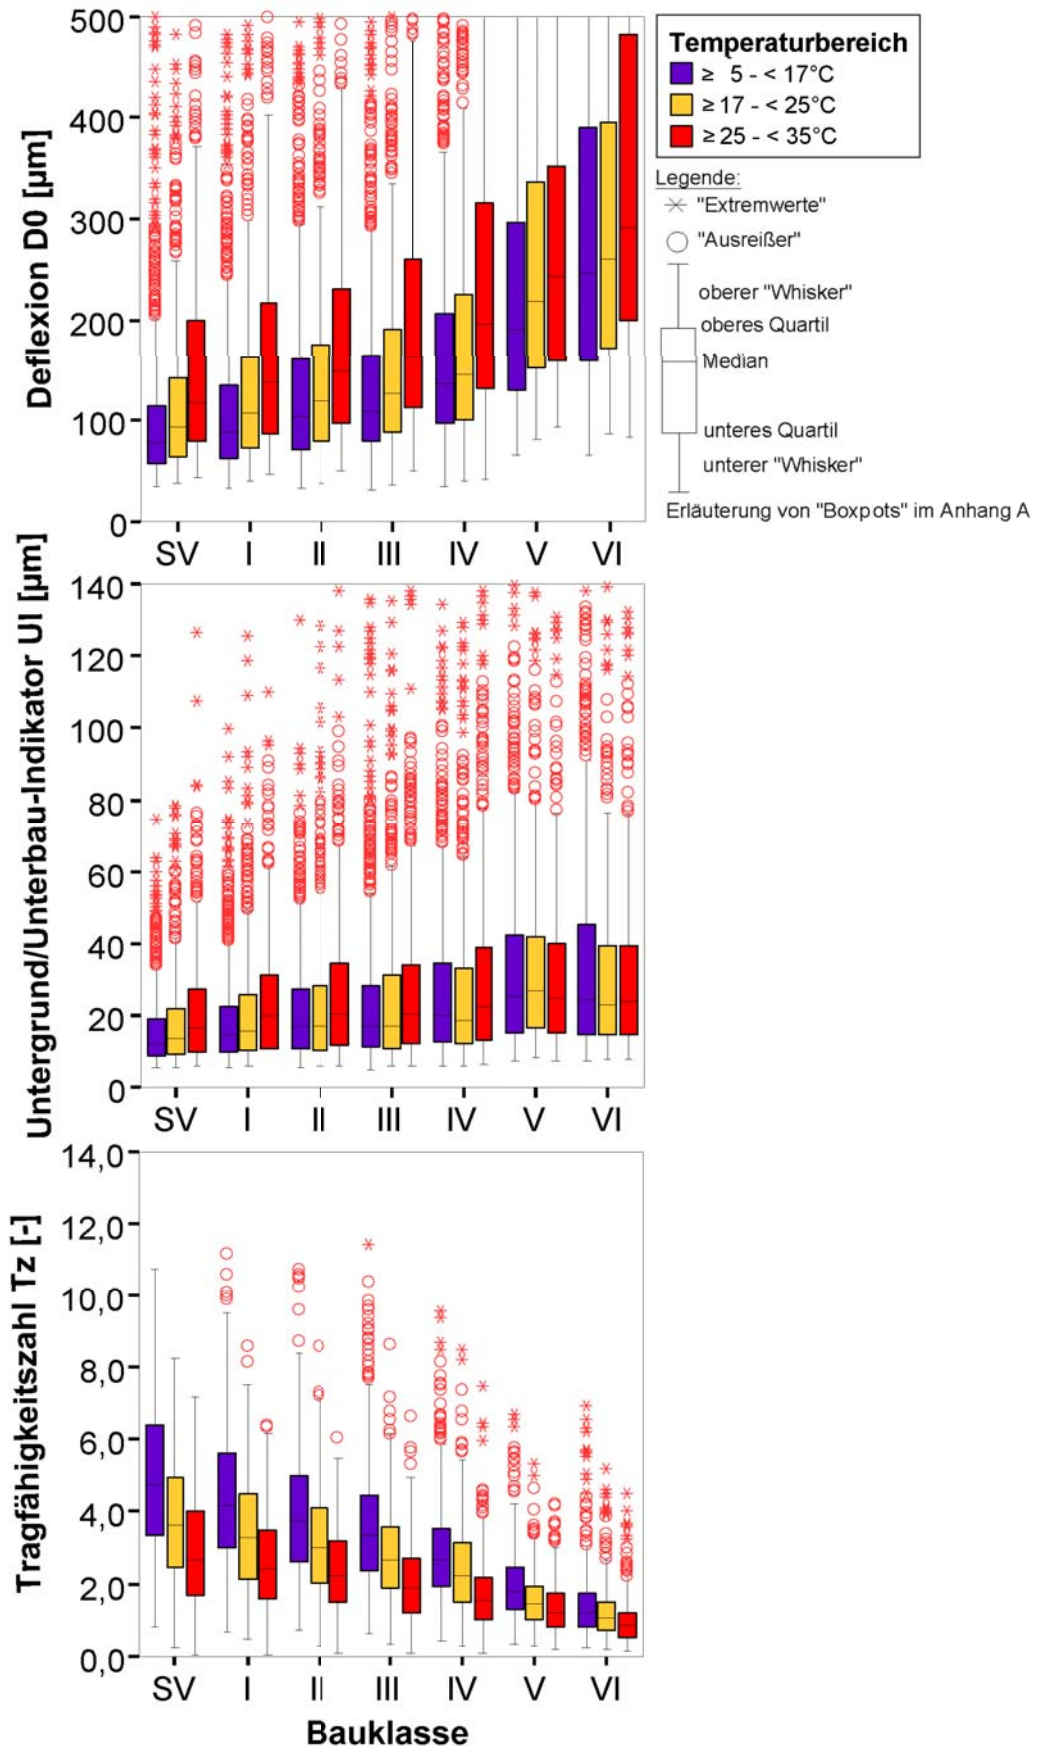 Deflexion D0 [µm]
500
400
300
200
100
0
SV I II III IV V VI
Temperaturbereich
≥ 5 - < 17°C
≥ 17 - < 25°C
≥ 25 - < 35°C
Legende:
"Extremwerte"
"Ausreißer"
oberer "Whisker"
oberes Quartil
Median
unteres Quartil
unterer "Whisker"
Erläuterung von "Boxpots" im Anhang A
Untergrund/Unterbau-Indikator UI [µm]
140
120
100
80
60
40
20
0
SV I II III IV V VI
Tragfähigkeitszahl Tz [-]
14,0
12,0
10,0
8,0
6,0
4,0
2,0
0,0
SV I II III IV V VI
Bauklasse